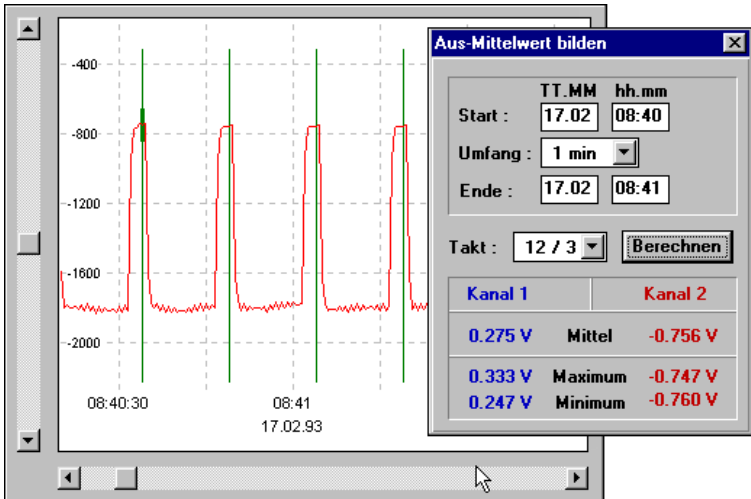 -400
-800
-1200
-1600
-2000
08:40:30 08:41
17.02.93
Aus-Mittelwert bilden
TT.MM hh.mm
Start : 17.02 08:40
Umfang : 1 min
Ende : 17.02 08:41
Takt : 12 / 3 Berechnen
Kanal 1 Kanal 2
0.275 V Mittel -0.756 V
0.333 V Maximum -0.747 V
0.247 V Minimum -0.760 V